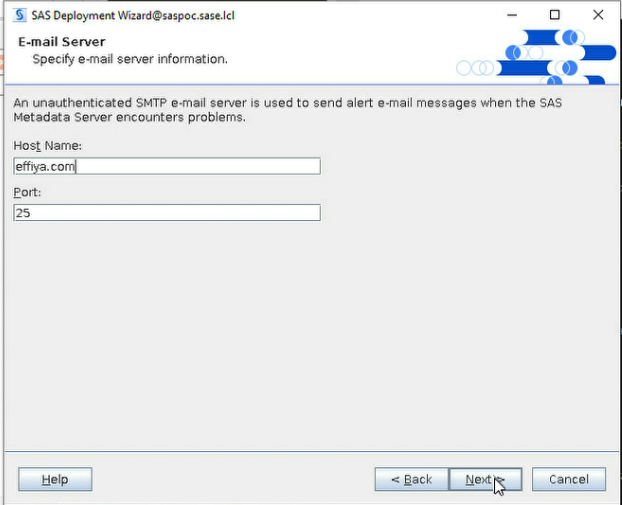 SAS Deployment Wizard@saspoc.sase.lcl
E-mail Server
Specify e-mail server information.
An unauthenticated SMTP e-mail server is used to send alert e-mail messages when the SAS
Metadata Server encounters problems.
Host Name:
effiya.com
Port:
25
Help
< Back
Next >
Cancel